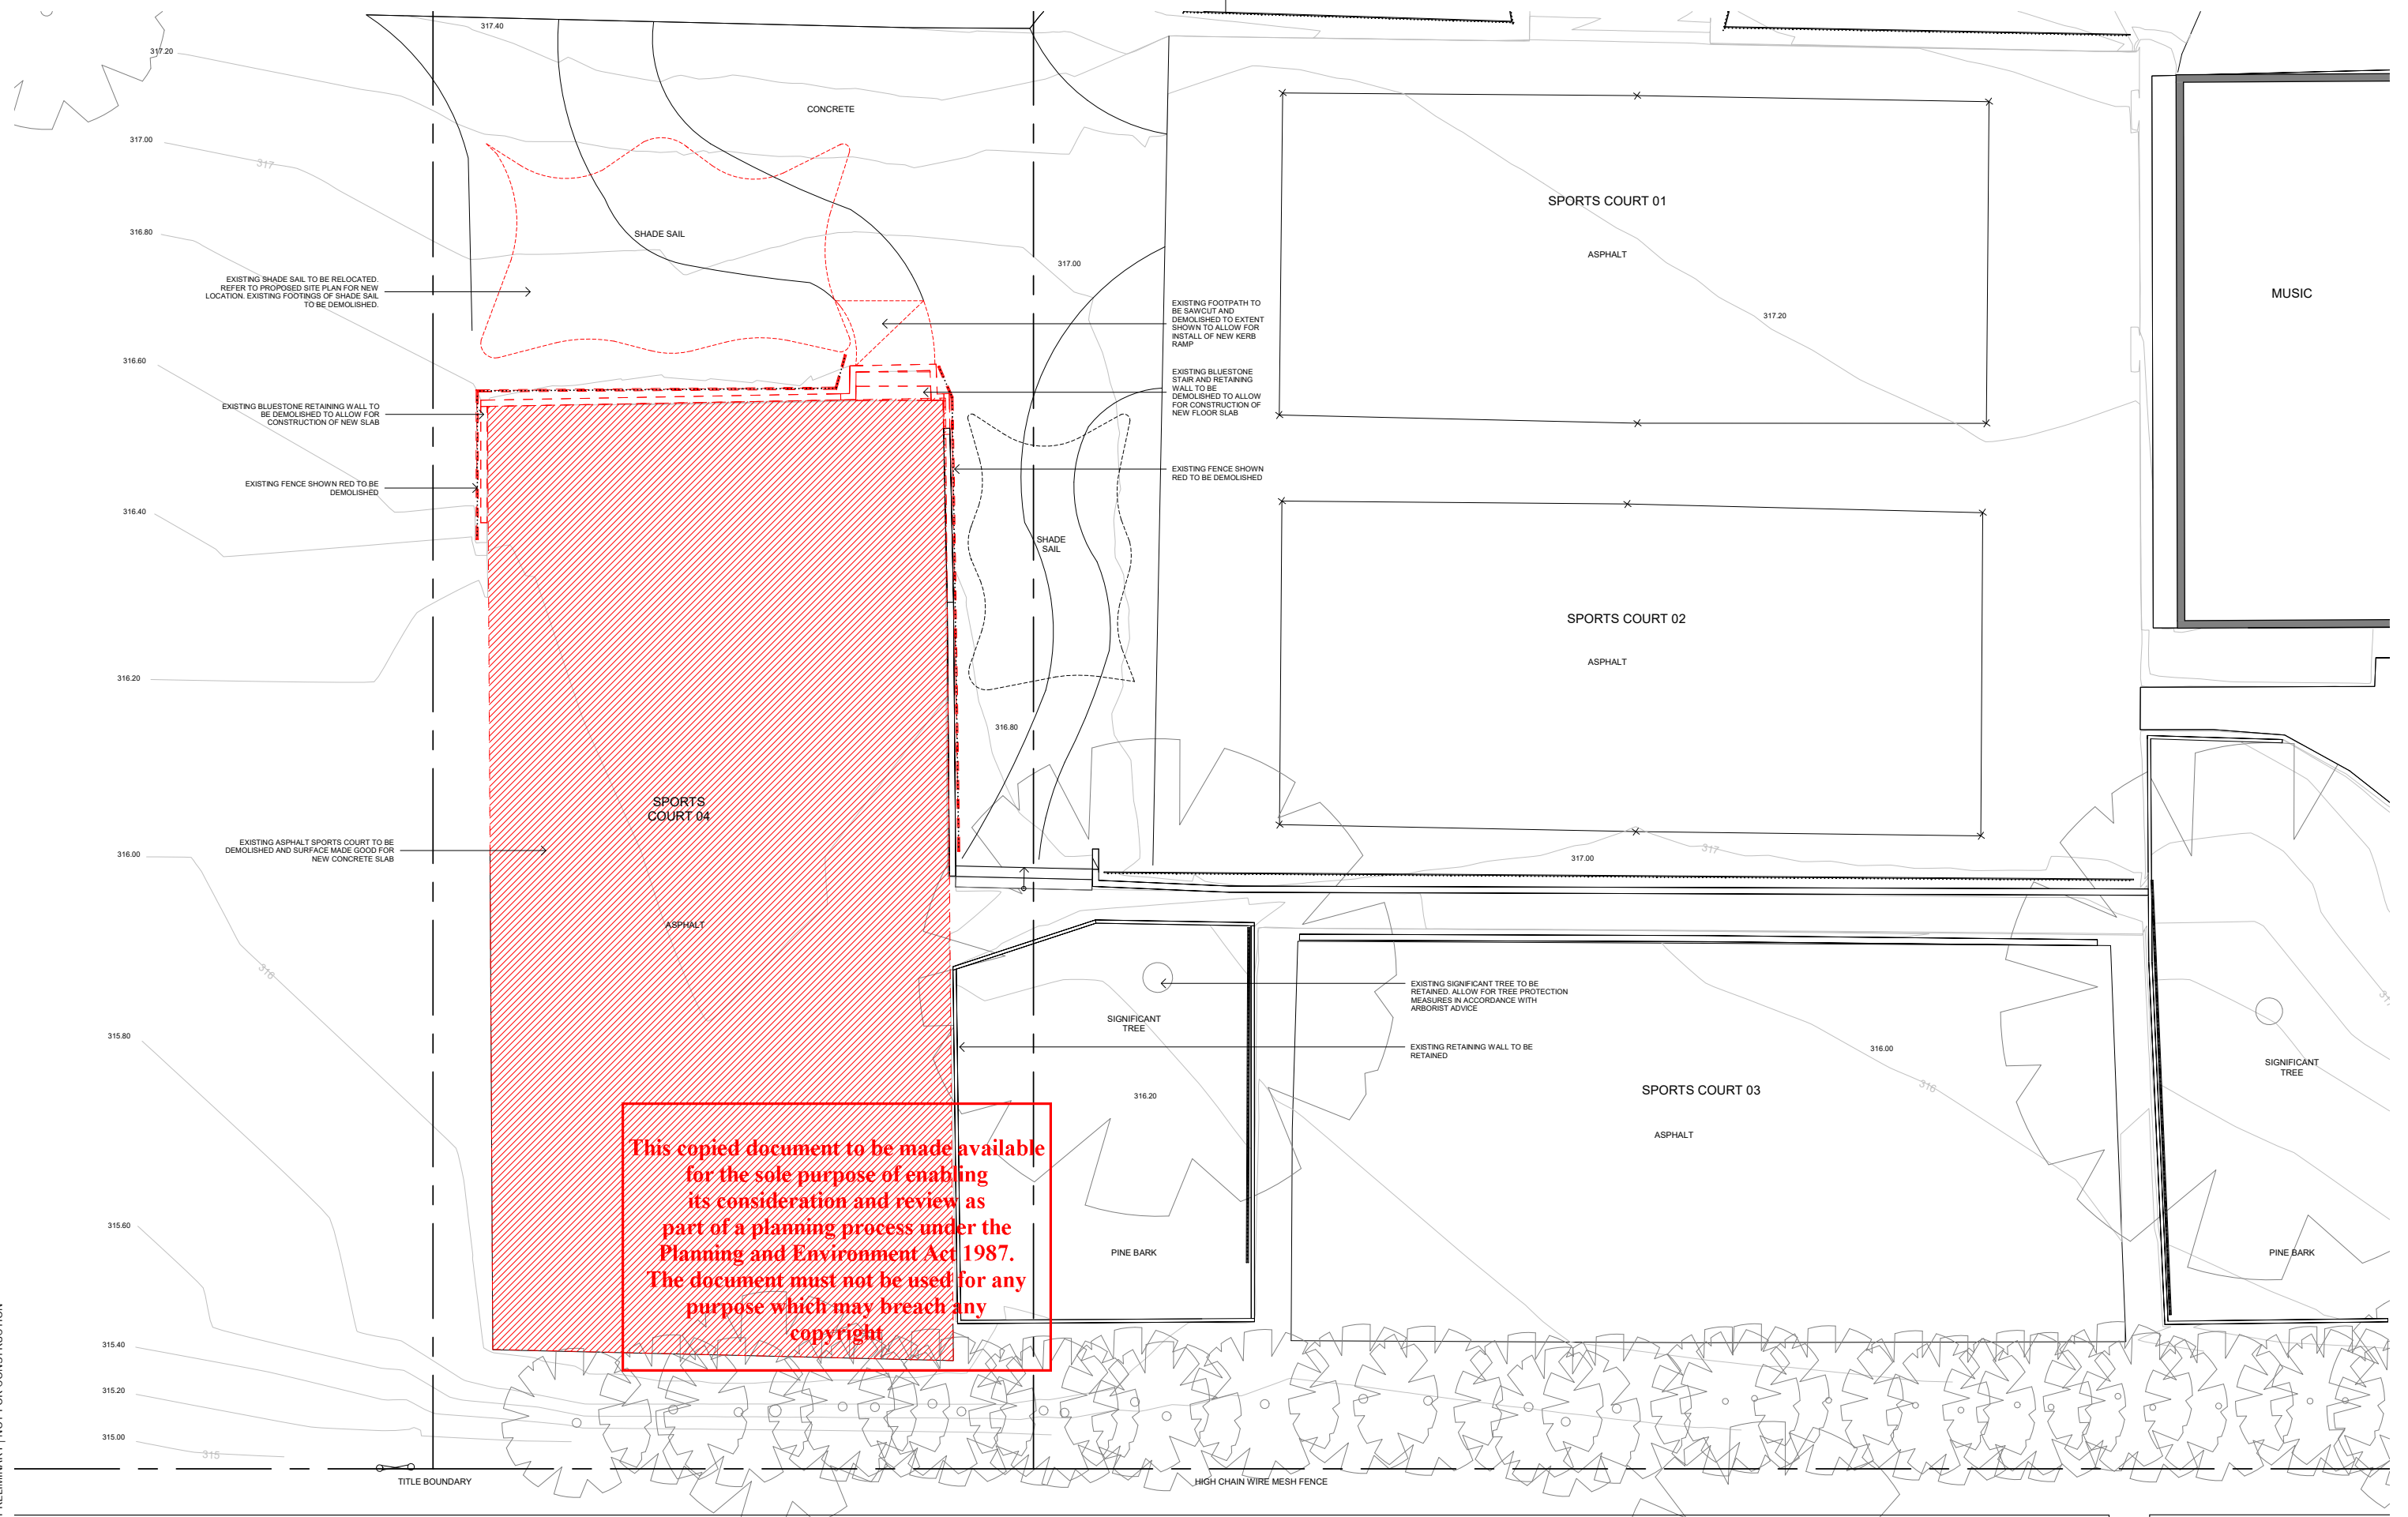 317.40
317.20
CONCRETE
317.00
317
316.80
SHADE SAIL
317.00
EXISTING SHADE SAIL TO BE RELOCATED.
REFER TO PROPOSED SITE PLAN FOR NEW
LOCATION. EXISTING FOOTINGS OF SHADE SAIL
TO BE DEMOLISHED.
EXISTING FOOTPATH TO
BE SAWCUT AND
DEMOLISHED TO EXTENT
SHOWN TO ALLOW FOR
INSTALL OF NEW KERB
RAMP
SPORTS COURT 01
ASPHALT
317.20
MUSIC
316.60
EXISTING BLUESTONE
STAIR AND RETAINING
WALL TO BE
DEMOLISHED TO ALLOW
FOR CONSTRUCTION OF
NEW FLOOR SLAB
EXISTING BLUESTONE RETAINING WALL TO
BE DEMOLISHED TO ALLOW FOR
CONSTRUCTION OF NEW SLAB
EXISTING FENCE SHOWN
RED TO BE DEMOLISHED
EXISTING FENCE SHOWN RED TO BE
DEMOLISHED
316.40
SHADE
SAIL
SPORTS COURT 02
ASPHALT
316.20
316.80
SPORTS
COURT 04
EXISTING ASPHALT SPORTS COURT TO BE
DEMOLISHED AND SURFACE MADE GOOD FOR
NEW CONCRETE SLAB
316.00
317.00
317
ASPHALT
316
EXISTING SIGNIFICANT TREE TO BE
RETAINED. ALLOW FOR TREE PROTECTION
MEASURES IN ACCORDANCE WITH
ARBORIST ADVICE
SIGNIFICANT
TREE
315.80
EXISTING RETAINING WALL TO BE
RETAINED
316.00
316
SIGNIFICANT
TREE
316.20
SPORTS COURT 03
ASPHALT
This copied document to be made available
for the sole purpose of enabling
its consideration and review as
part of a planning process under the
Planning and Environment Act 1987.
The document must not be used for any
purpose which may breach any
copyright
315.60
PINE BARK
PINE BARK
315.40
315.20
315.00
315
TITLE BOUNDARY
HIGH CHAIN WIRE MESH FENCE